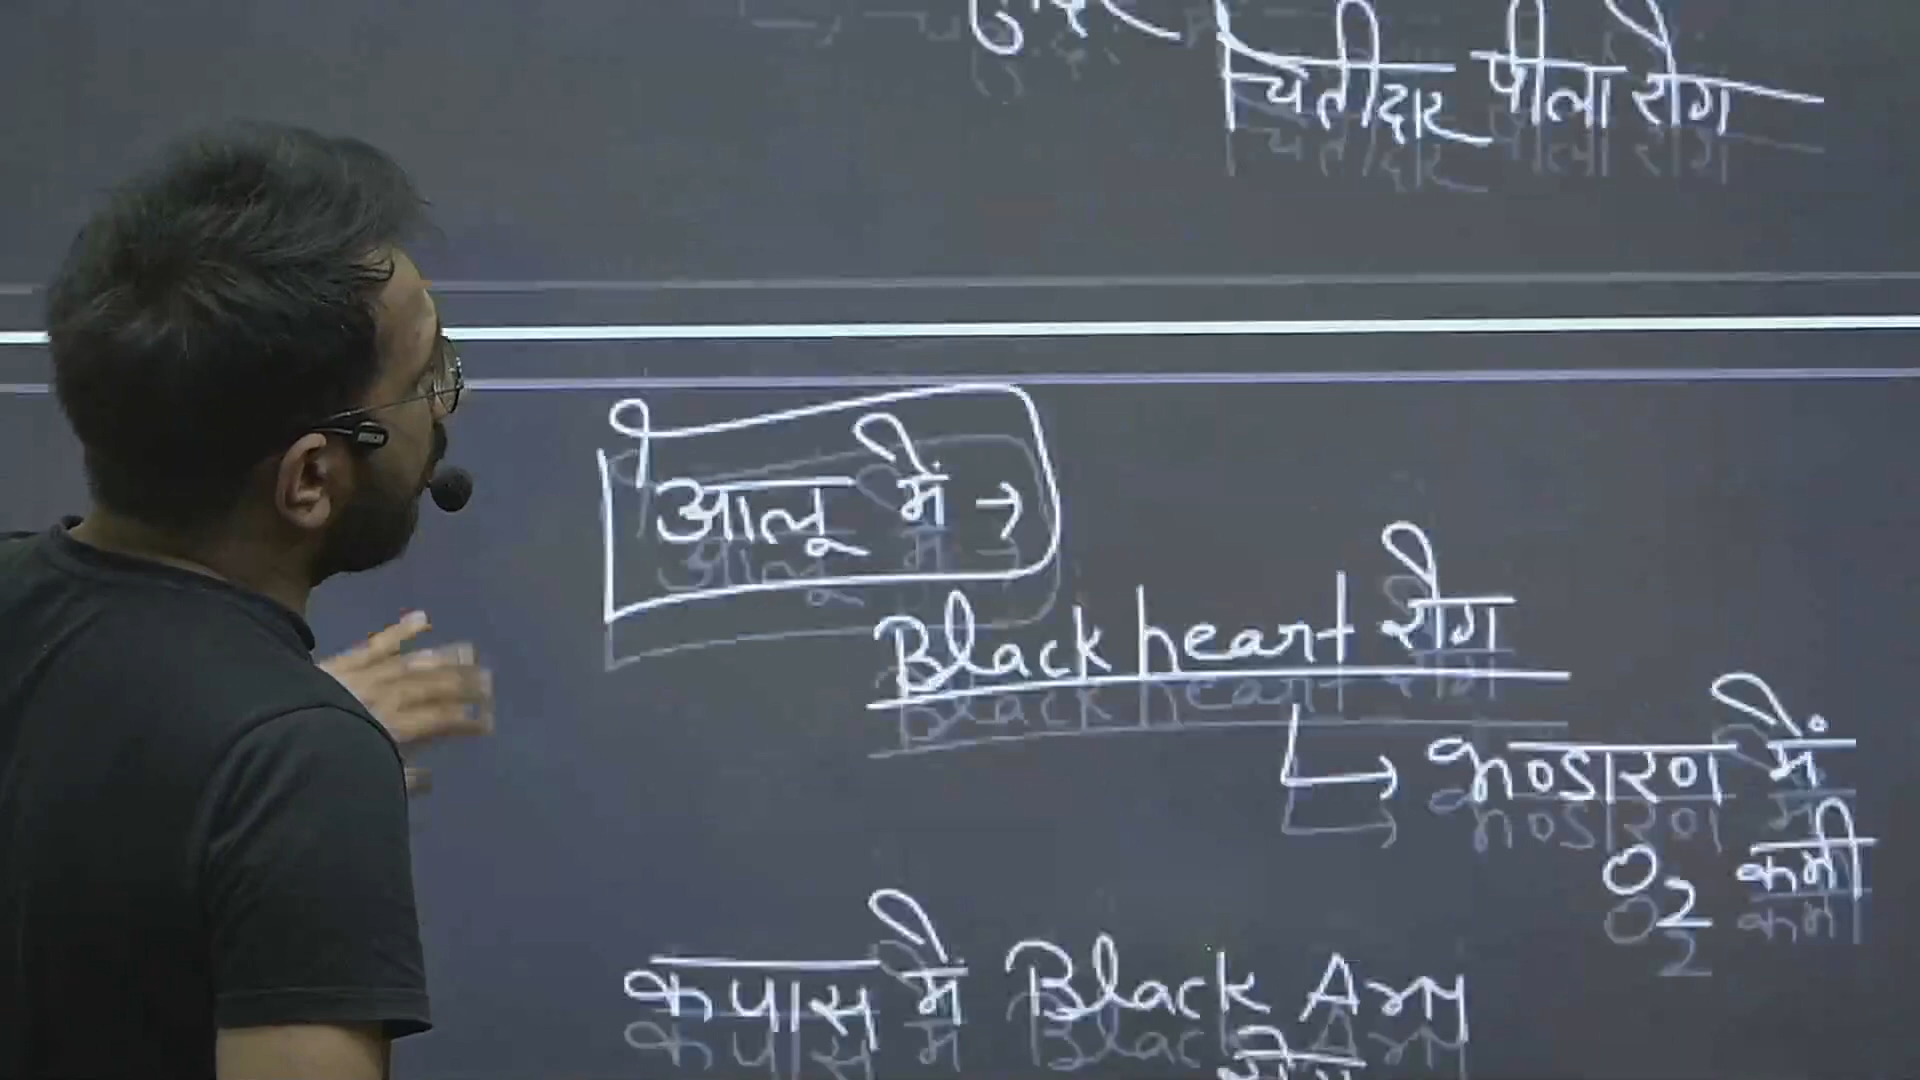 चितीदार पीला रोग
आलू में →
Black heart रोग
→ भण्डारण में
O2 कमी
कपास में Black Arm